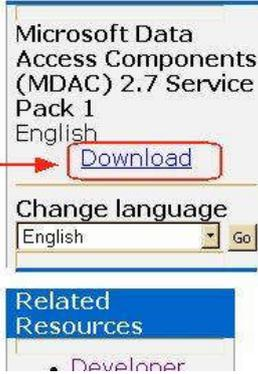 Microsoft Data
Access Components
(MDAC) 2.7 Service
Pack 1
English
Download
Change language
English
Go
Related
Resources
• Developer